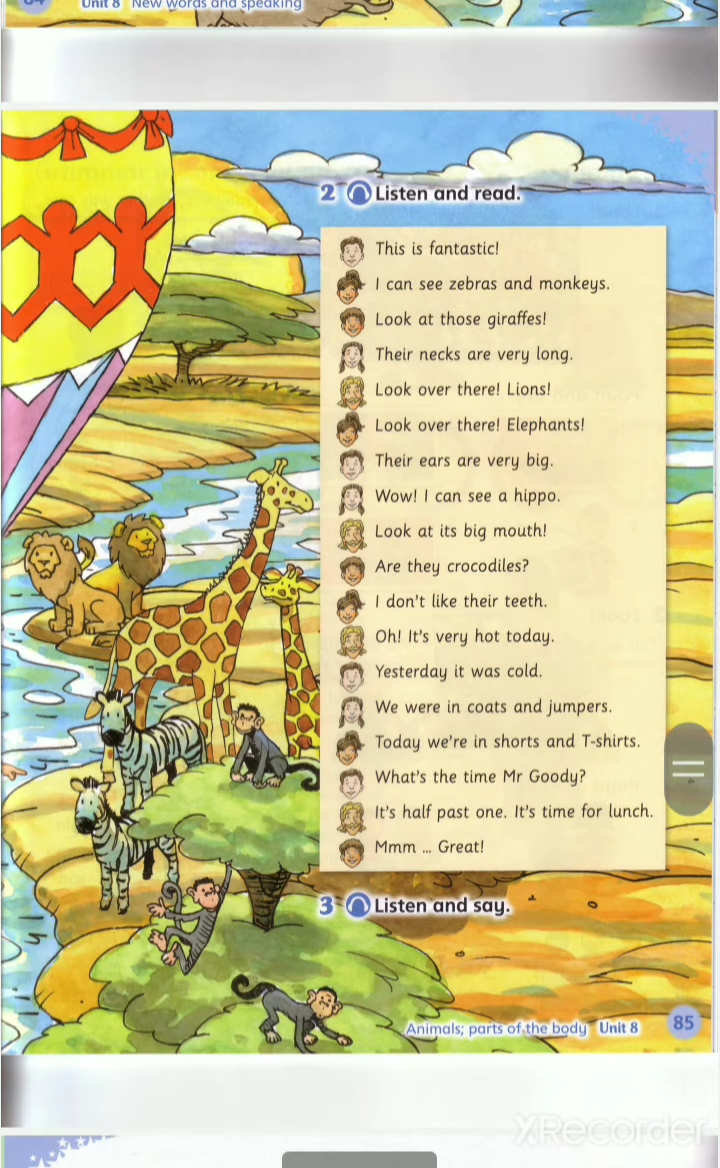 Unit 8 New words and speaking
2 Listen and read.
This is fantastic!
I can see zebras and monkeys.
Look at those giraffes!
Their necks are very long.
Look over there! Lions!
Look over there! Elephants!
Their ears are very big.
Wow! I can see a hippo.
Look at its big mouth!
Are they crocodiles?
I don't like their teeth.
Oh! It's very hot today.
Yesterday it was cold.
We were in coats and jumpers.
Today we're in shorts and T-shirts.
What's the time Mr Goody?
It's half past one. It's time for lunch.
Mmm ... Great!
3 Listen and say.
Animals; parts of the body Unit 8 85
XRecorder